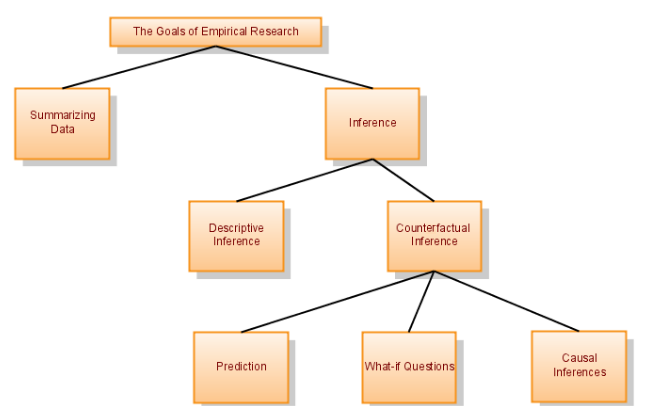 The Goals of Empirical Research
Summarizing
Data
Inference
Descriptive
Inference
Counterfactual
Inference
Prediction
What-if Questions
Causal
Inferences